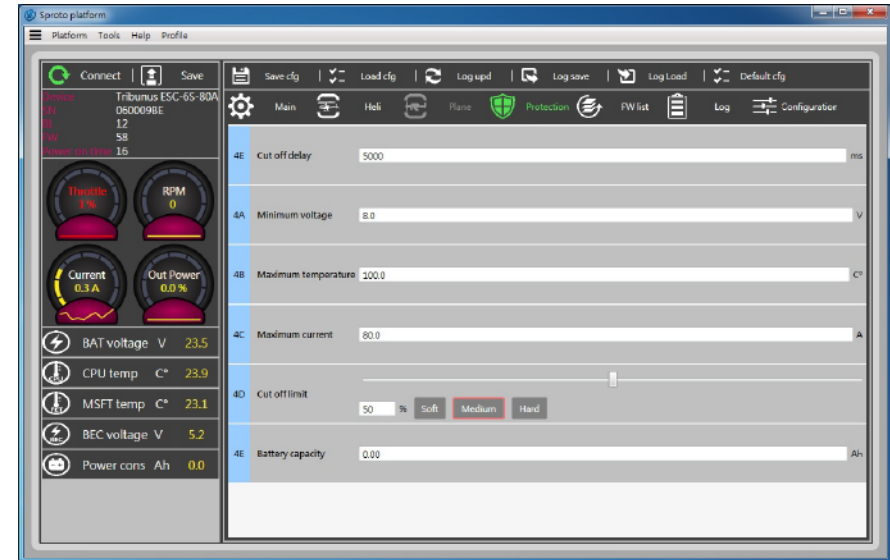 Sproto platform
Platform Tools Help Profile
Connect | Save
Save cfg | Load cfg | Log upd | Log save | Log Load | Default cfg
Device Tribunus ESC-6S-80A
SN 060009BE
12
FW 58
Power on time 16
Main Heli Plane Protection FW list Log Configuration
Throttle
1 %
RPM
0
Current
0.3 A
Out Power
0.0 %
BAT voltage V 23.5
CPU temp C° 23.9
MSFT temp C° 23.1
BEC voltage V 5.2
Power cons Ah 0.0
4E Cut off delay 5000 ms
4A Minimum voltage 8.0 V
4B Maximum temperature 100.0 C°
4C Maximum current 80.0 A
4D Cut off limit
50 % Soft Medium Hard
4E Battery capacity 0.00 Ah